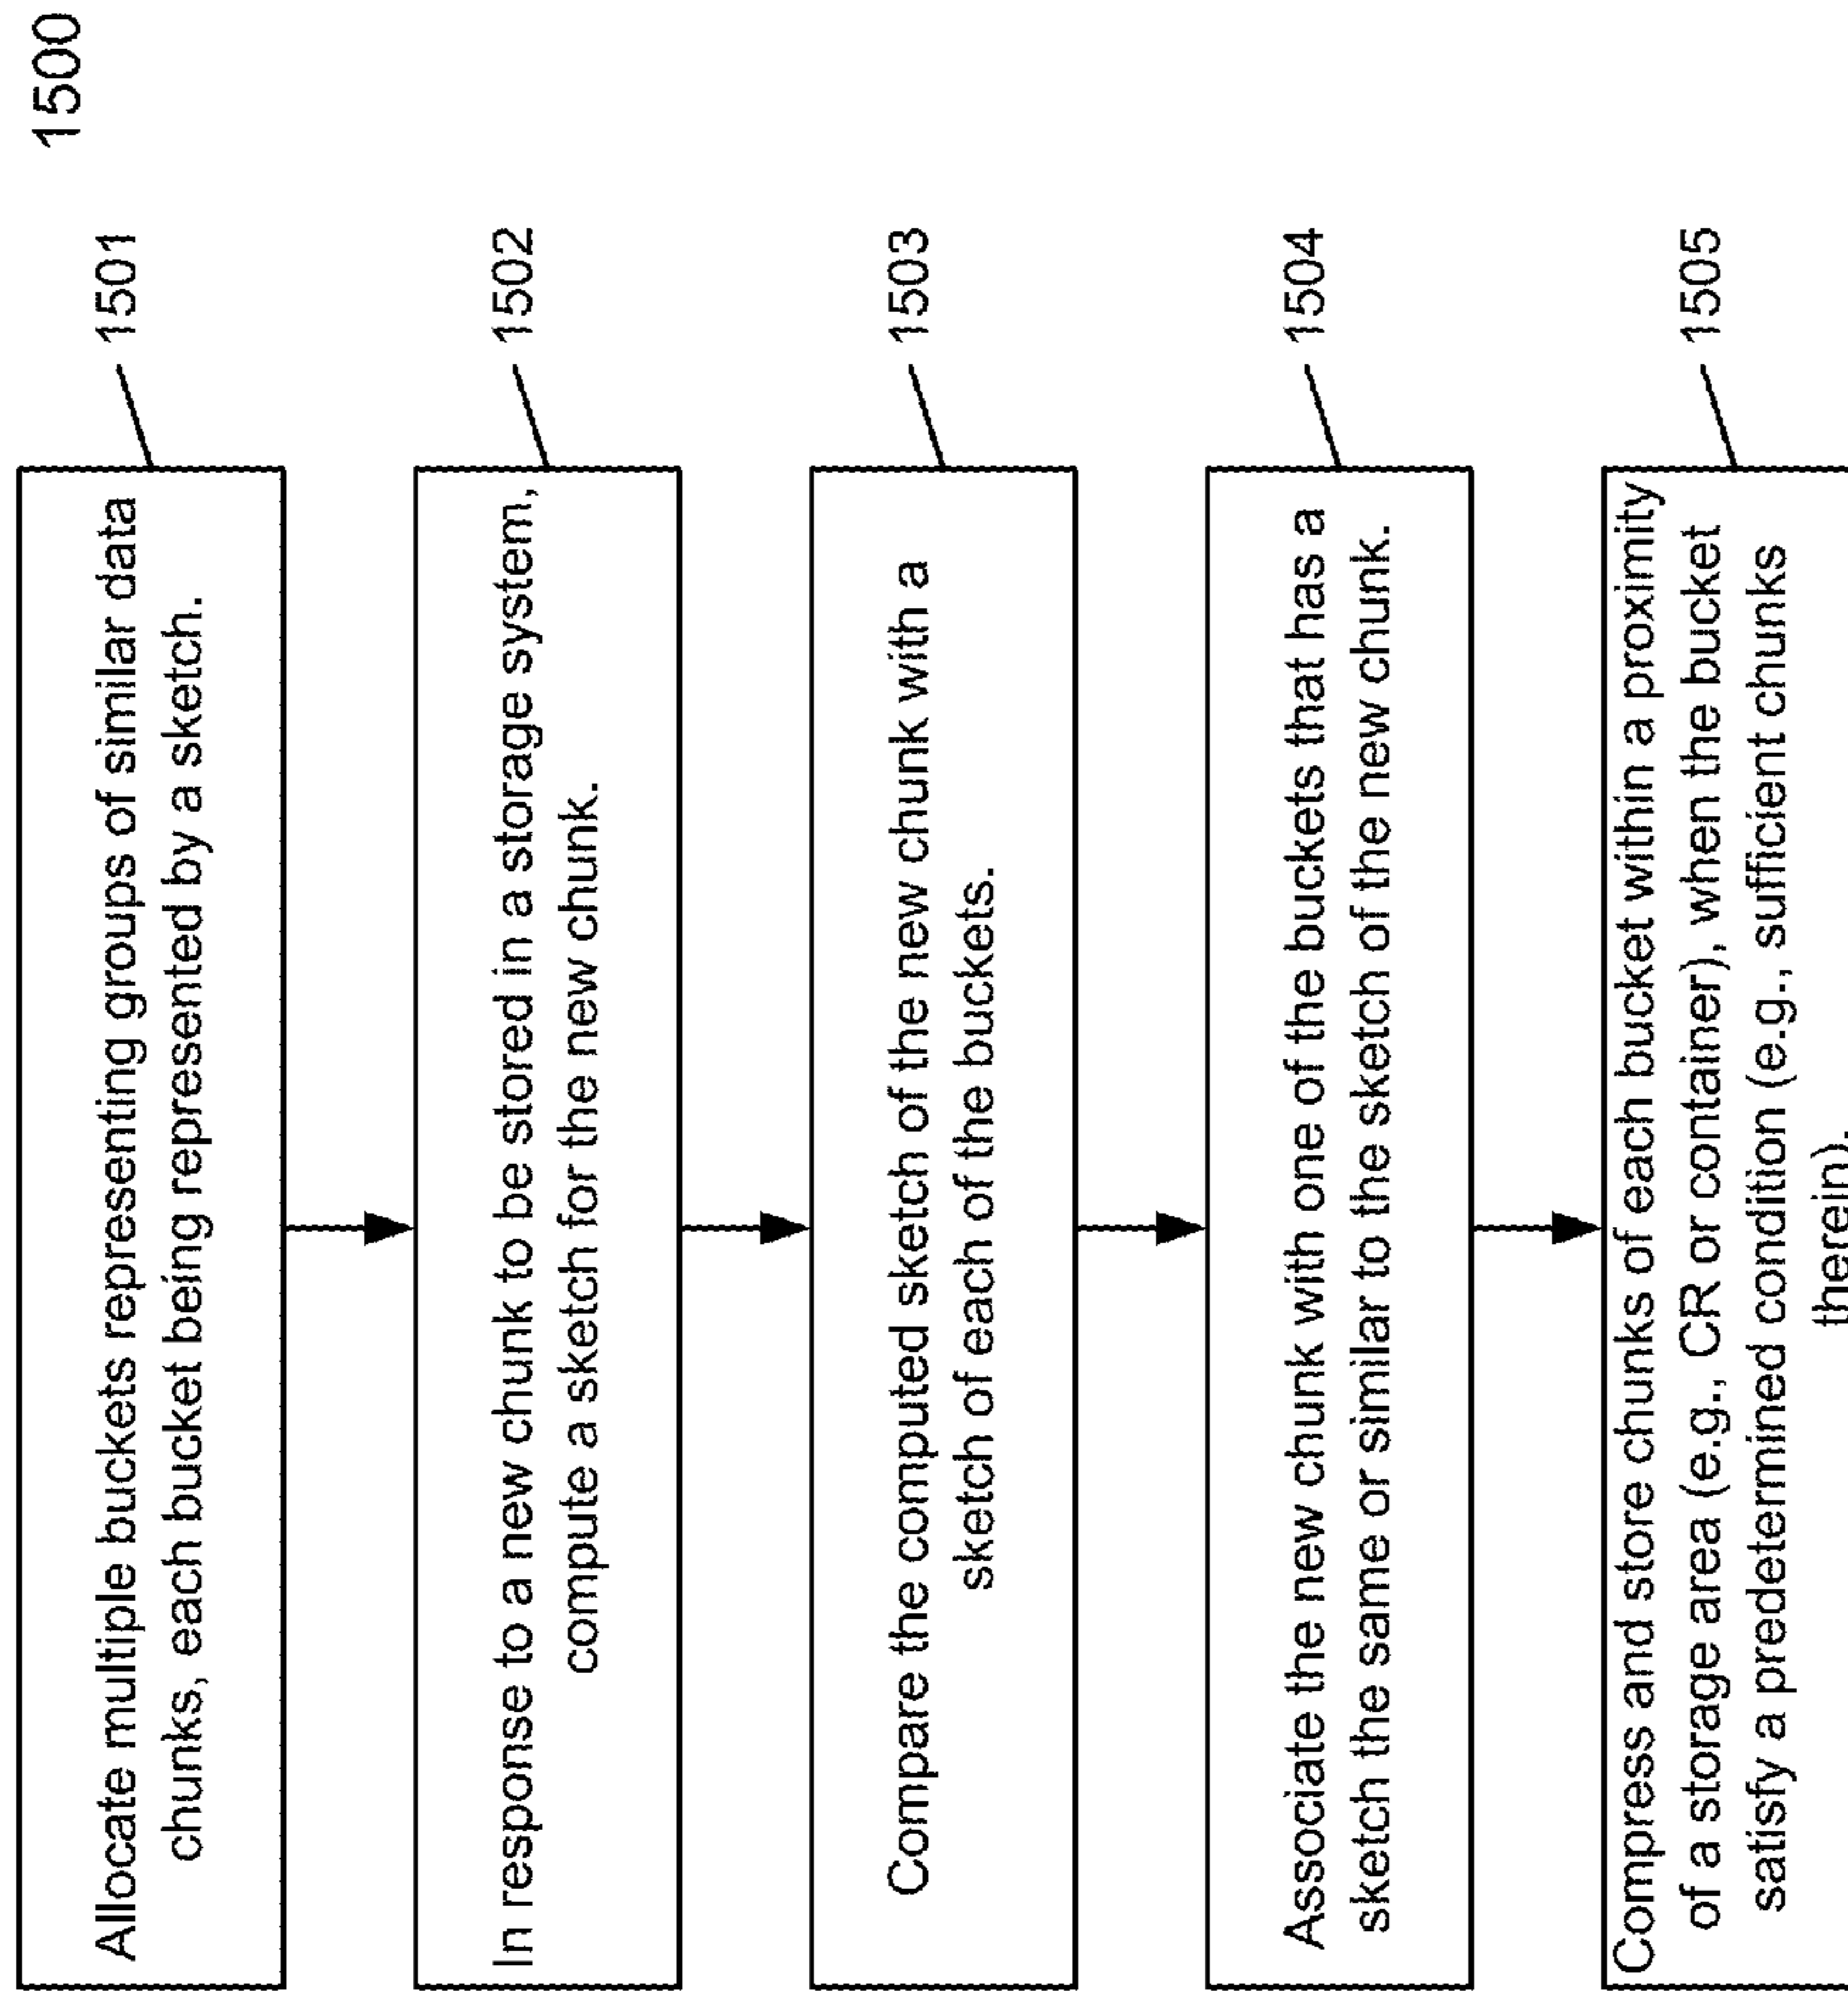 1500
Allocate multiple buckets representing groups of similar data
chunks, each bucket being represented by a sketch.
1501
In response to a new chunk to be stored in a storage system,
compute a sketch for the new chunk.
1502
Compare the computed sketch of the new chunk with a
sketch of each of the buckets.
1503
Associate the new chunk with one of the buckets that has a
sketch the same or similar to the sketch of the new chunk.
1504
Compress and store chunks of each bucket within a proximity
of a storage area (e.g., CR or container), when the bucket
satisfy a predetermined condition (e.g., sufficient chunks
therein).
1505